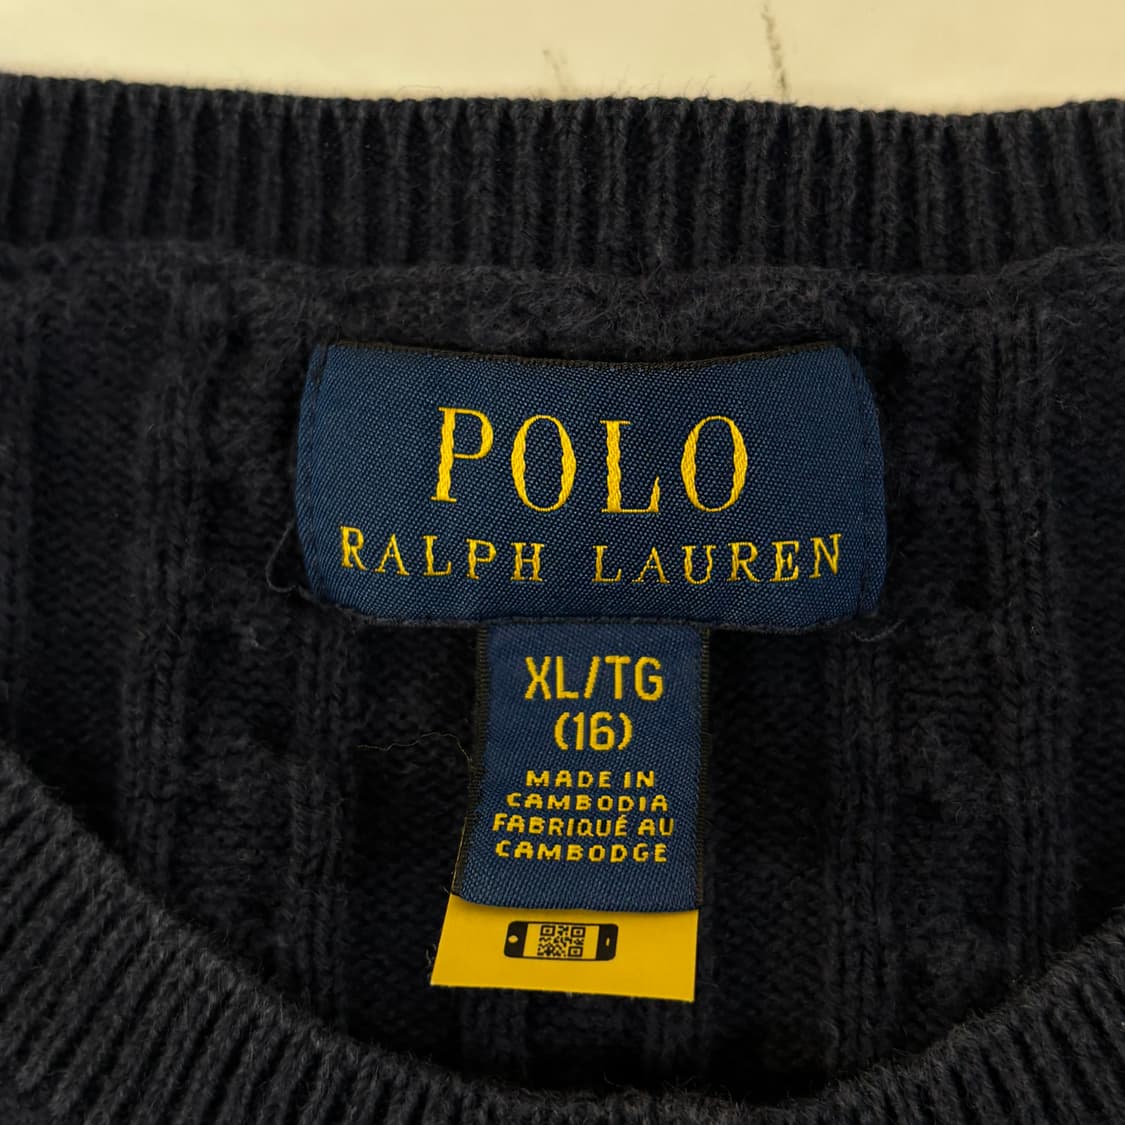 POLO
RALPH LAUREN
XL/TG
(16)
MADE IN
CAMBODIA
FABRIQUÉ AU
CAMBODGE